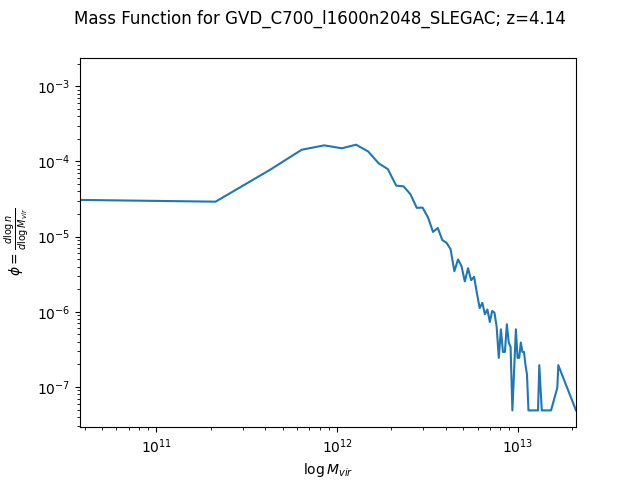 Mass Function for GVD_C700_l1600n2048_SLEGAC; z=4.14
10⁻³
10⁻⁴
10⁻⁵
10⁻⁶
10⁻⁷
ϕ = d log n / d log M_vir
10¹¹
10¹²
10¹³
log M_vir